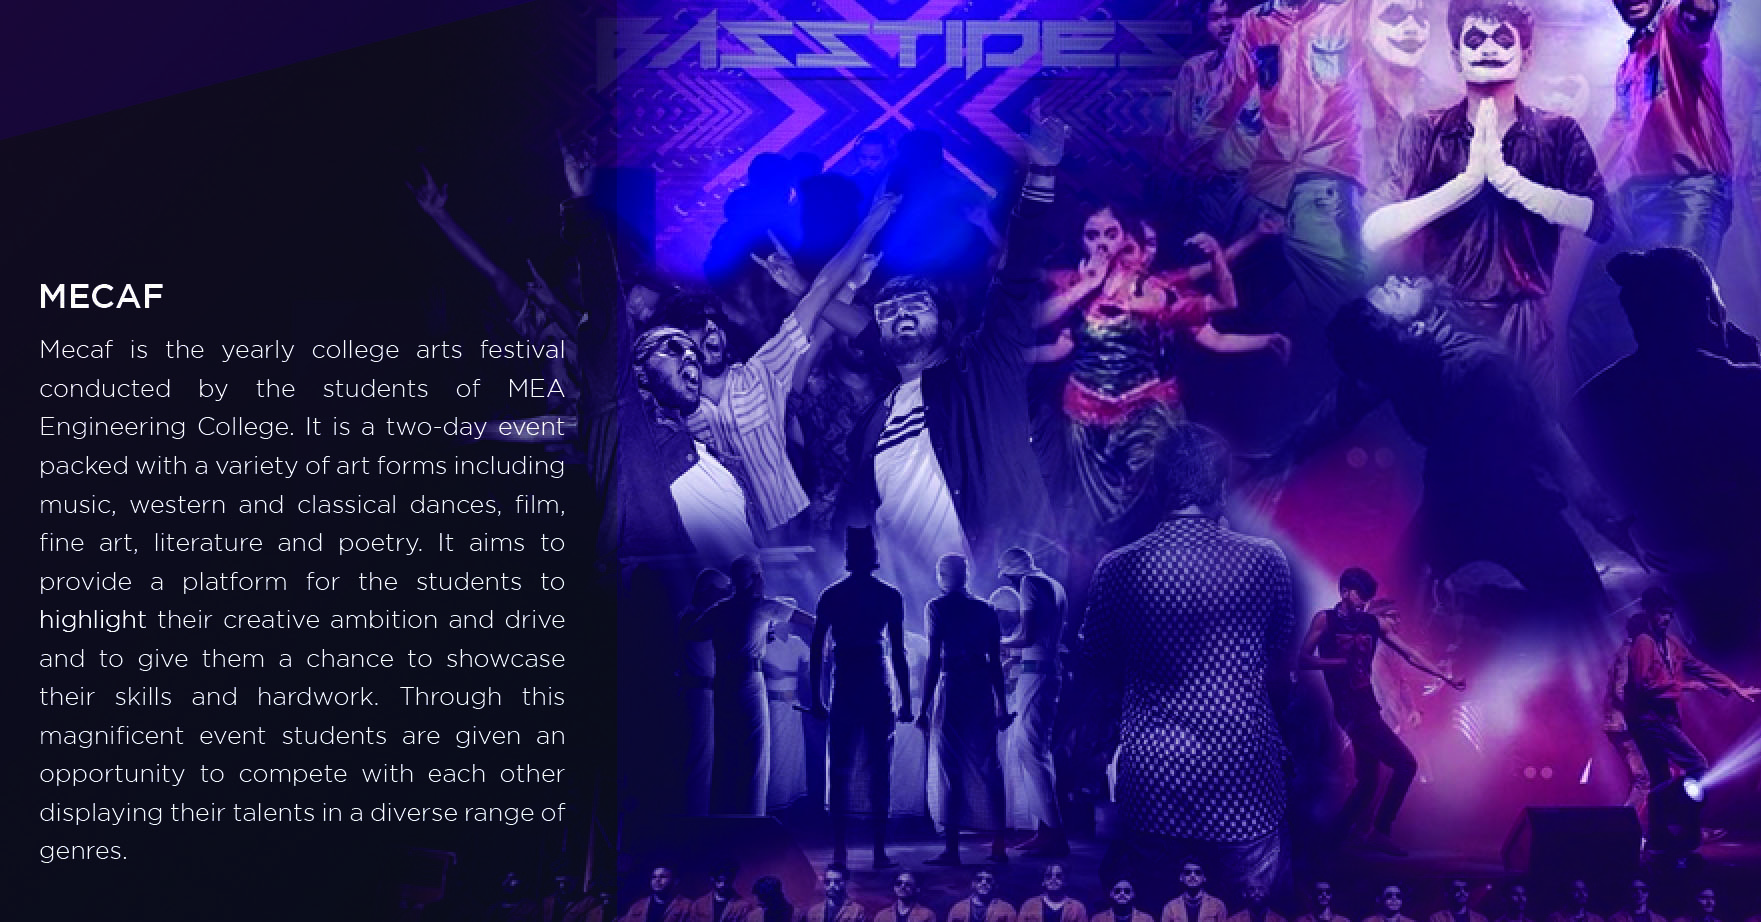 BASSTIDES
MECAF
Mecaf is the yearly college arts festival
conducted by the students of MEA
Engineering College. It is a two-day event
packed with a variety of art forms including
music, western and classical dances, film,
fine art, literature and poetry. It aims to
provide a platform for the students to
highlight their creative ambition and drive
and to give them a chance to showcase
their skills and hardwork. Through this
magnificent event students are given an
opportunity to compete with each other
displaying their talents in a diverse range of
genres.